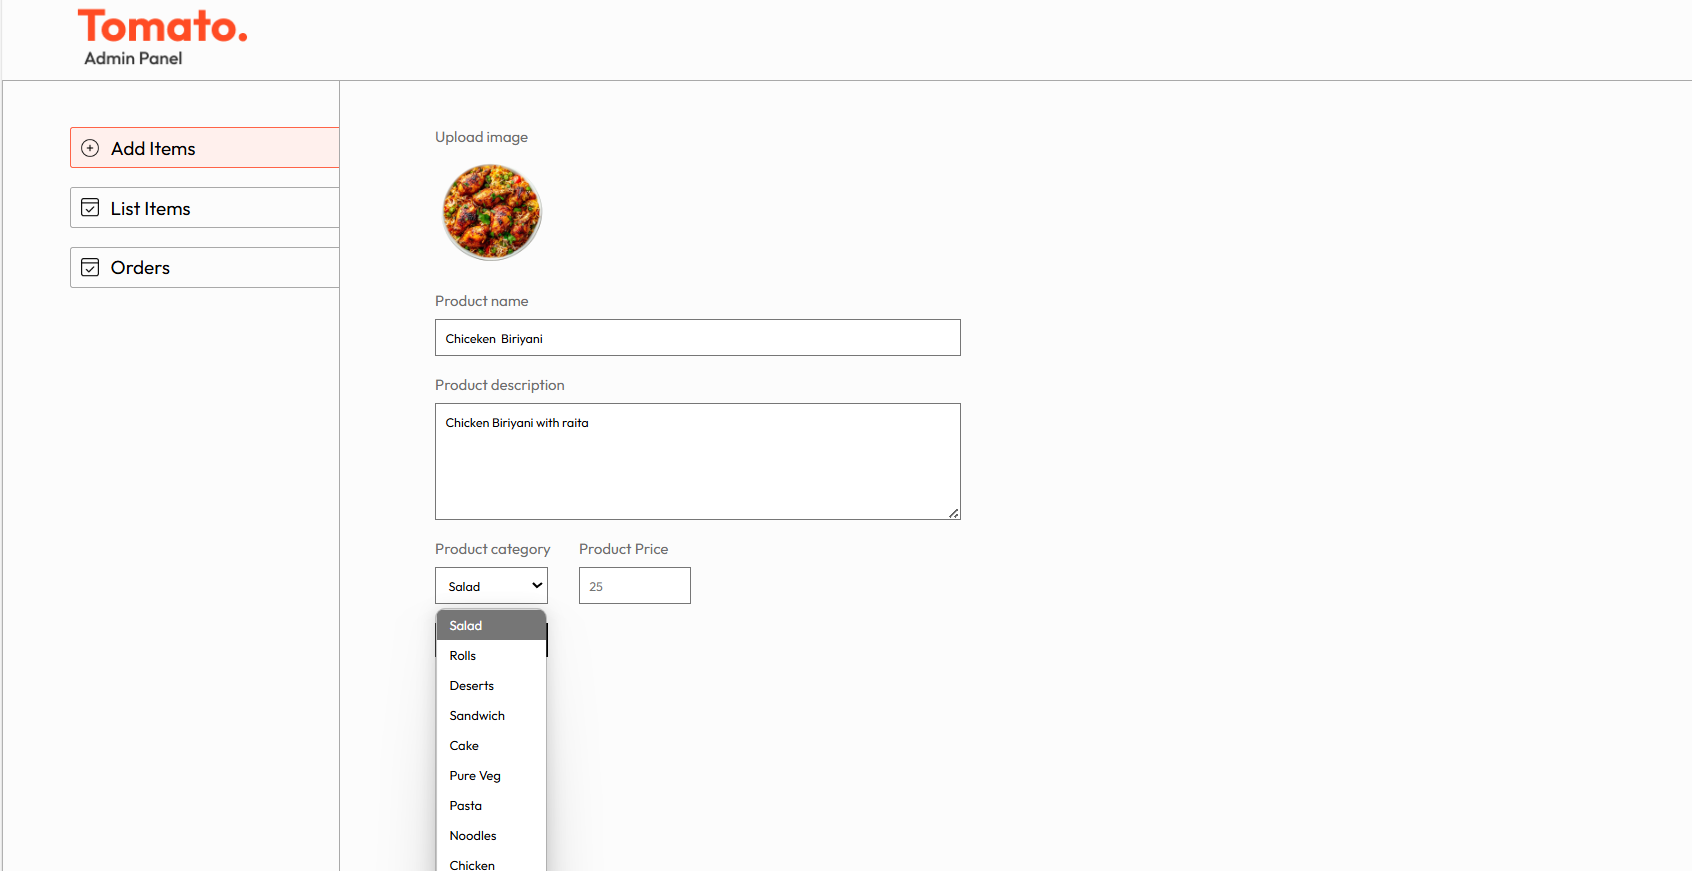 Tomato.
Admin Panel
Add Items
List Items
Orders
Upload image
Product name
Chiceken  Biriyani
Product description
Chicken Biriyani with raita
Product category
Product Price
Salad
25
Salad
Rolls
Deserts
Sandwich
Cake
Pure Veg
Pasta
Noodles
Chicken